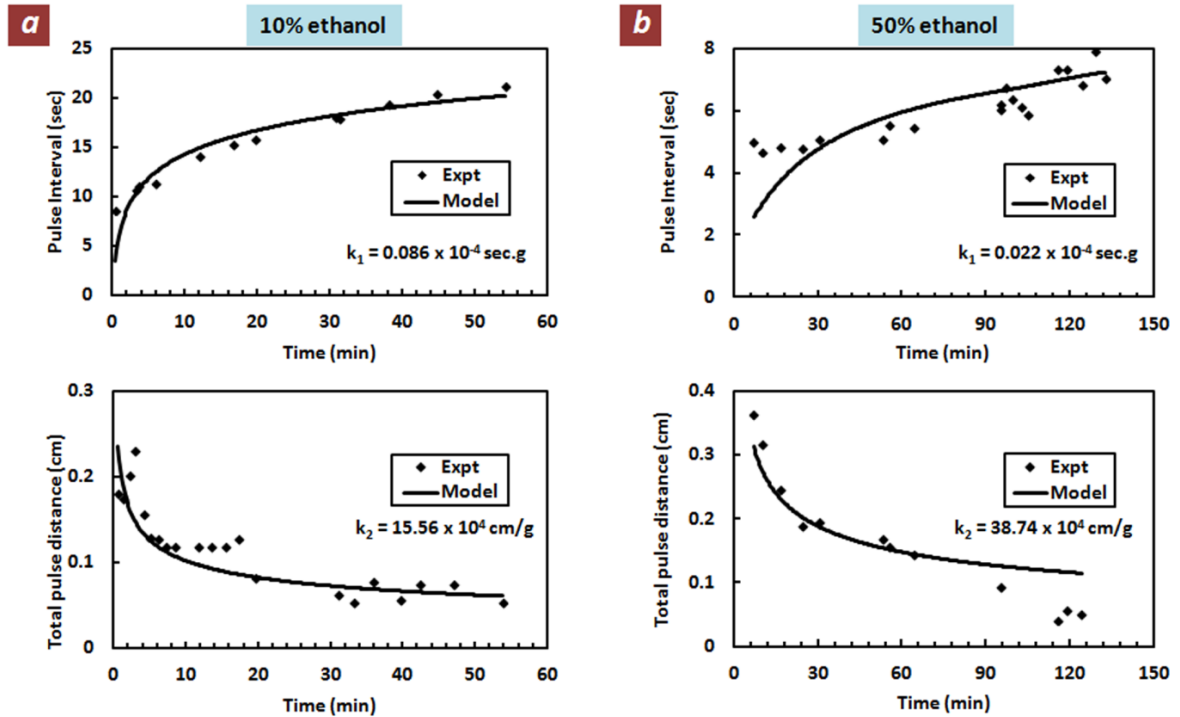 a
10% ethanol
Pulse Interval (sec)
25
20
15
10
5
0
Expt
Model
k1 = 0.086 x 10-4 sec.g
0 10 20 30 40 50 60
Time (min)
b
50% ethanol
Pulse Interval (sec)
8
6
4
2
0
Expt
Model
k1 = 0.022 x 10-4 sec.g
0 30 60 90 120 150
Time (min)
Total pulse distance (cm)
0.3
0.2
0.1
0
Expt
Model
k2 = 15.56 x 104 cm/g
0 10 20 30 40 50 60
Time (min)
Total pulse distance (cm)
0.4
0.3
0.2
0.1
0
Expt
Model
k2 = 38.74 x 104 cm/g
0 30 60 90 120 150
Time (min)